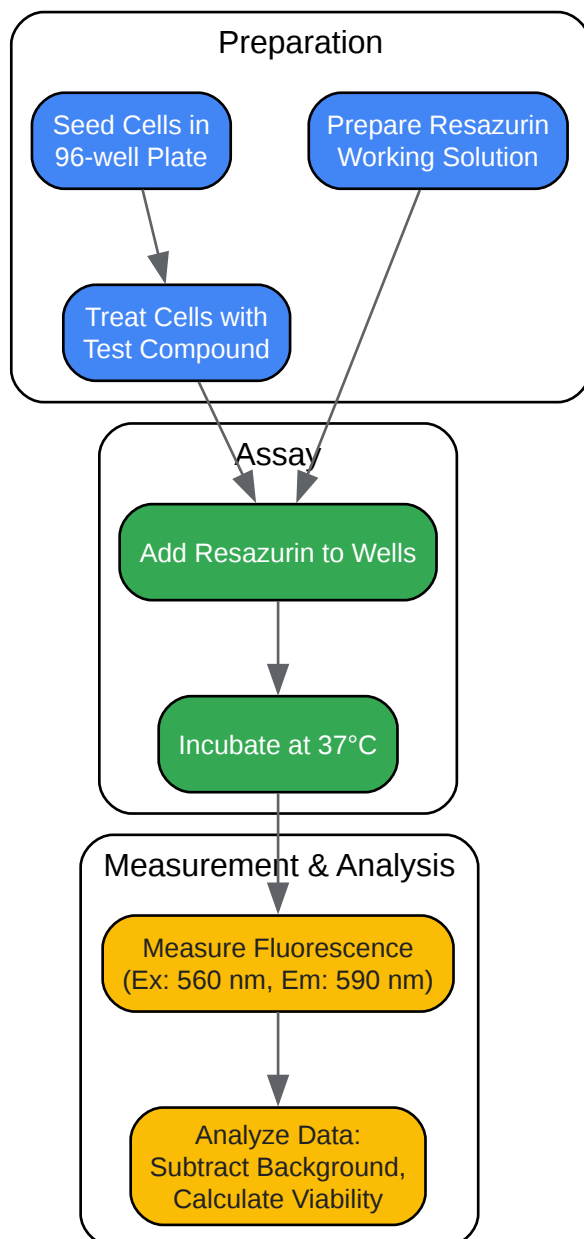 Preparation
Seed Cells in
96-well Plate
Prepare Resazurin
Working Solution
Treat Cells with
Test Compound
Assay
Add Resazurin to Wells
Incubate at 37°C
Measurement & Analysis
Measure Fluorescence
(Ex: 560 nm, Em: 590 nm)
Analyze Data:
Subtract Background,
Calculate Viability